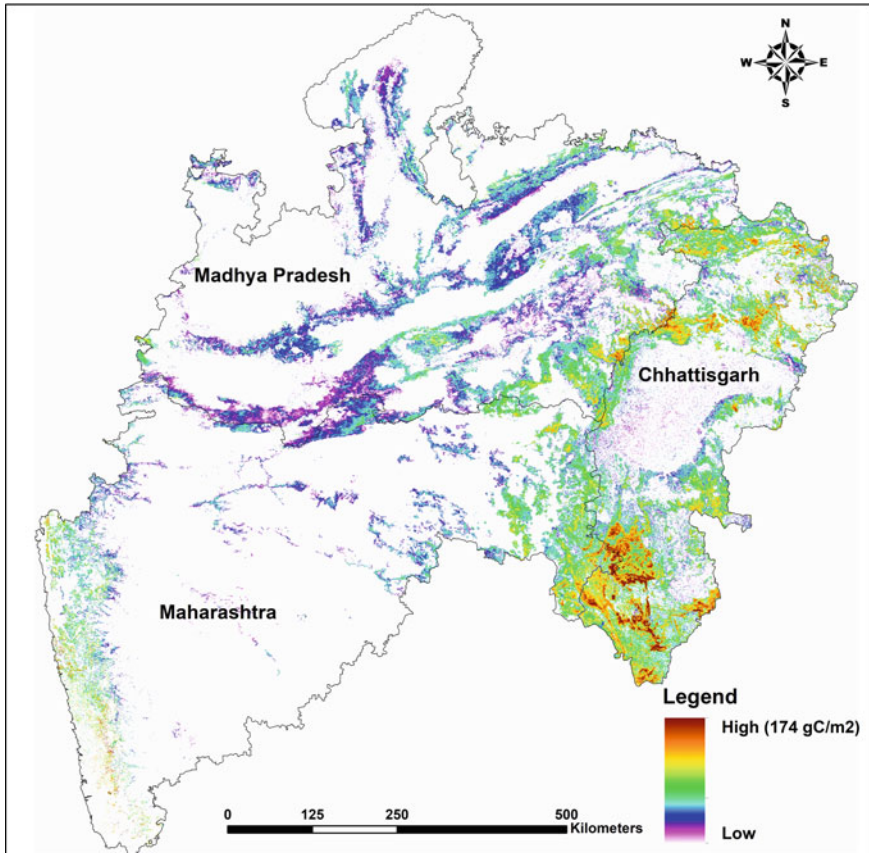 N
W E
S
Madhya Pradesh
Chhattisgarh
Maharashtra
Legend
High (174 gC/m2)
Low
0 125 250 500
Kilometers